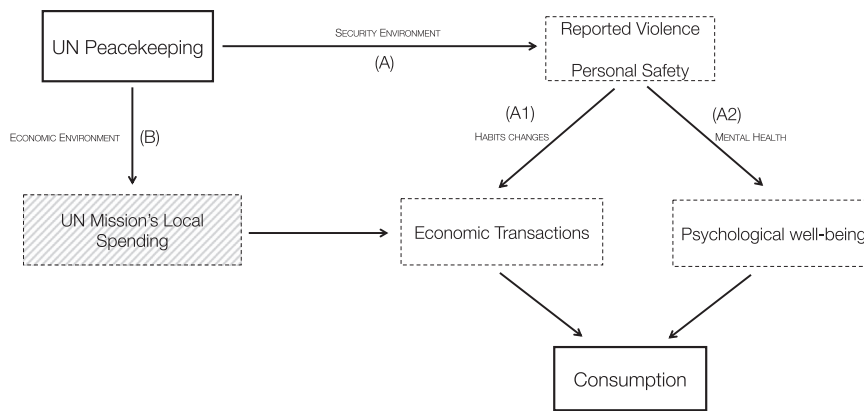 UN Peacekeeping
SECURITY ENVIRONMENT
(A)
Reported Violence
Personal Safety
ECONOMIC ENVIRONMENT
(B)
(A1)
HABITS CHANGES
(A2)
MENTAL HEALTH
UN Mission's Local
Spending
Economic Transactions
Psychological well-being
Consumption